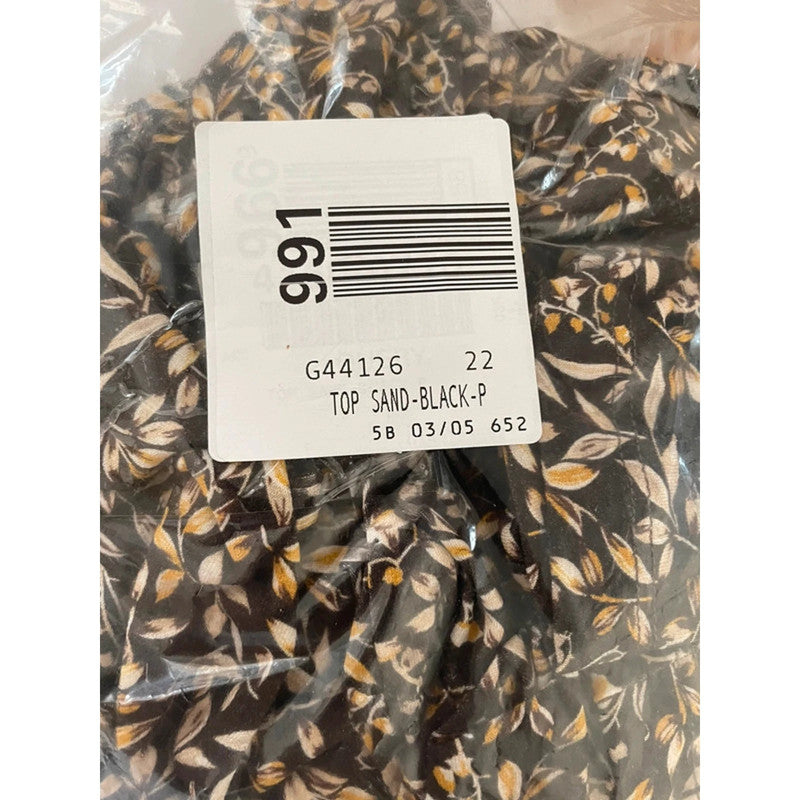 991
G44126 22
TOP SAND-BLACK-P
5B 03/05 652